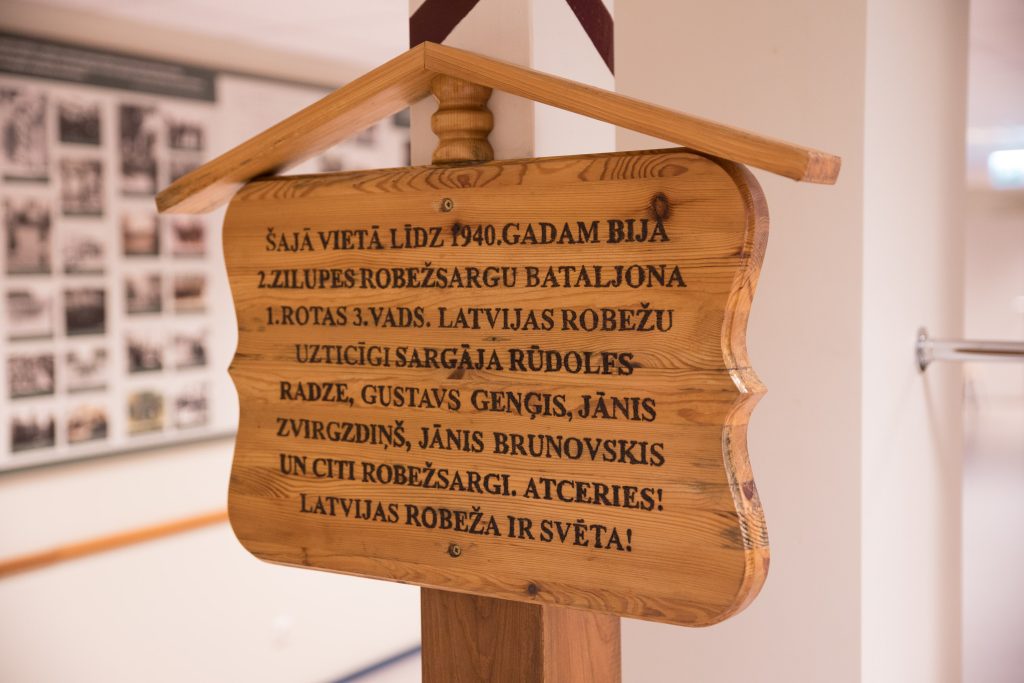 ŠAJĀ VIETĀ LĪDZ 1940.GADAM BIJA
2.ZILUPES ROBEŽSARGU BATALJONA
1.ROTAS 3.VADS. LATVIJAS ROBEŽU
UZTICĪGI SARGĀJA RŪDOLFS
RADZE, GUSTAVS GEŅĢIS, JĀNIS
ZVIRGZDIŅŠ, JĀNIS BRUNOVSKIS
UN CITI ROBEŽSARGI. ATCERIES!
LATVIJAS ROBEŽA IR SVĒTA!